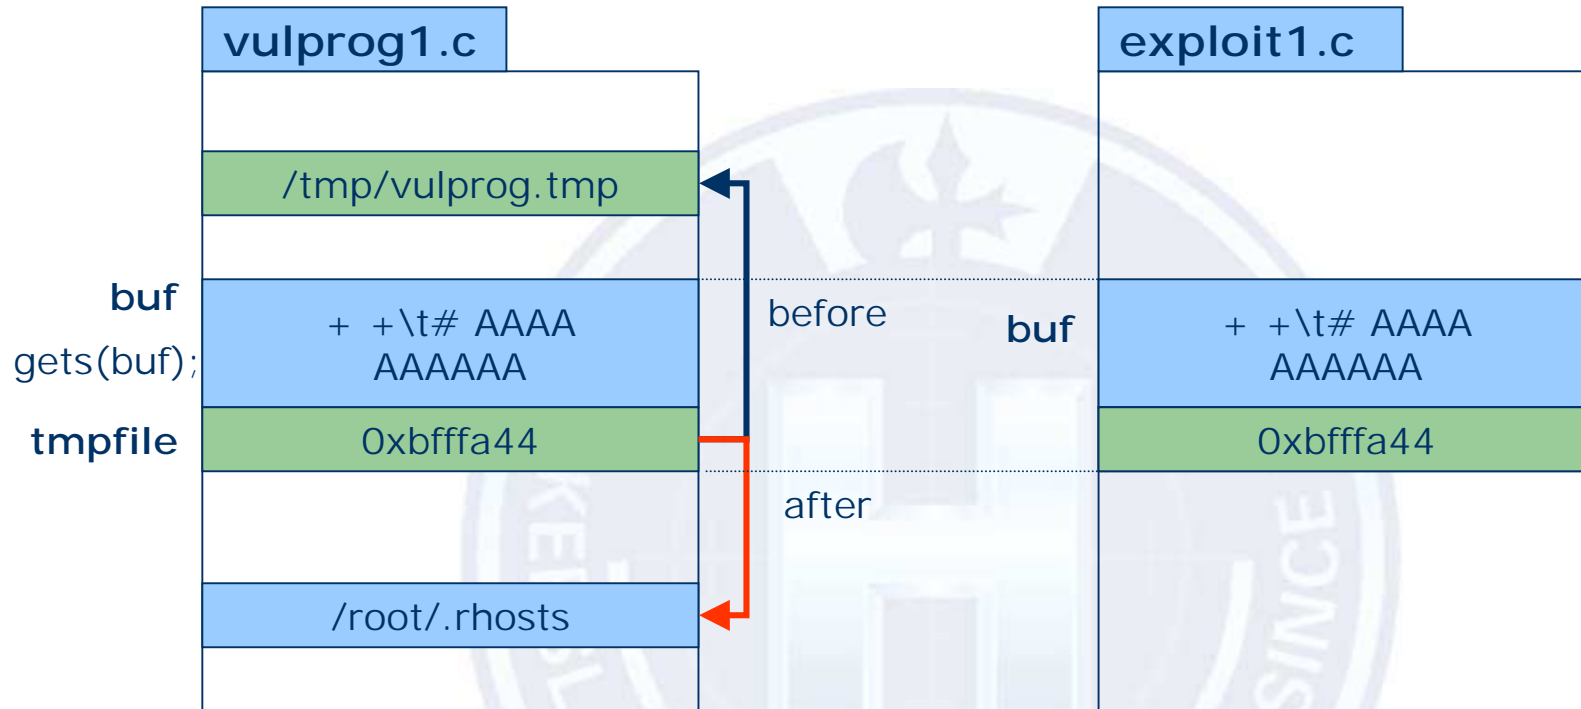 vulprog1.c
exploit1.c
/tmp/vulprog.tmp
buf
gets(buf);
+ +\t# AAAA
AAAAAA
before
buf
+ +\t# AAAA
AAAAAA
tmpfile
0xbfffa44
0xbfffa44
after
/root/.rhosts
SINCE